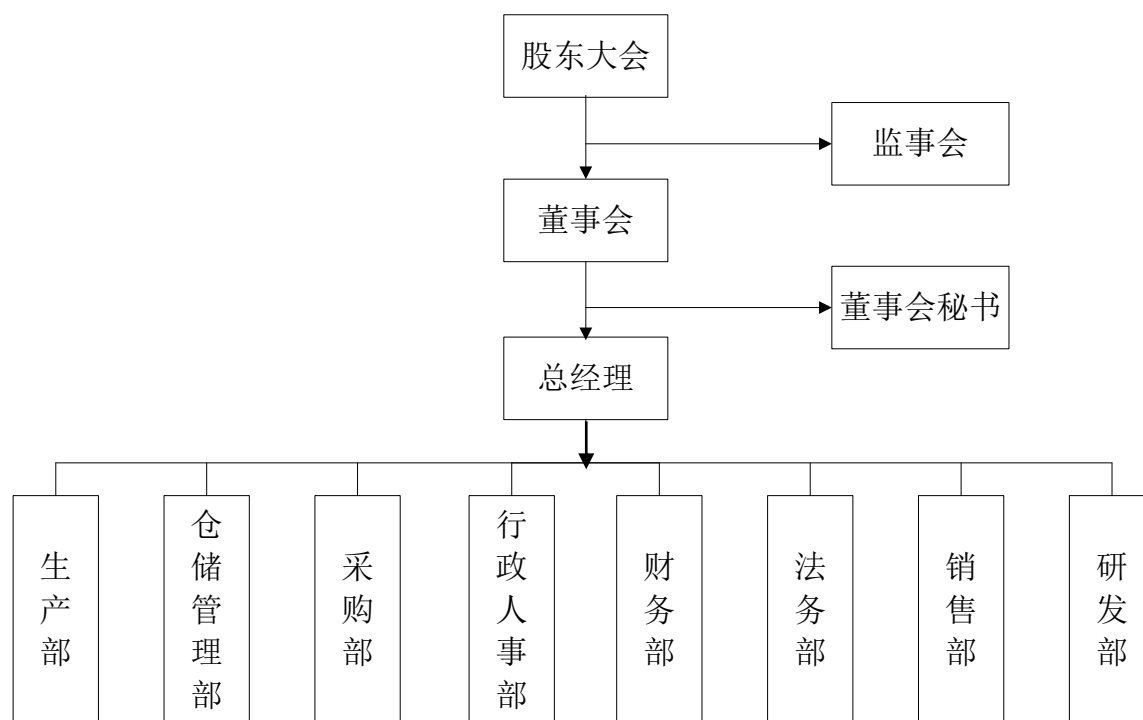 股东大会
监事会
董事会
董事会秘书
总经理
生产部
仓储管理部
采购部
行政人事部
财务部
法务部
销售部
研发部